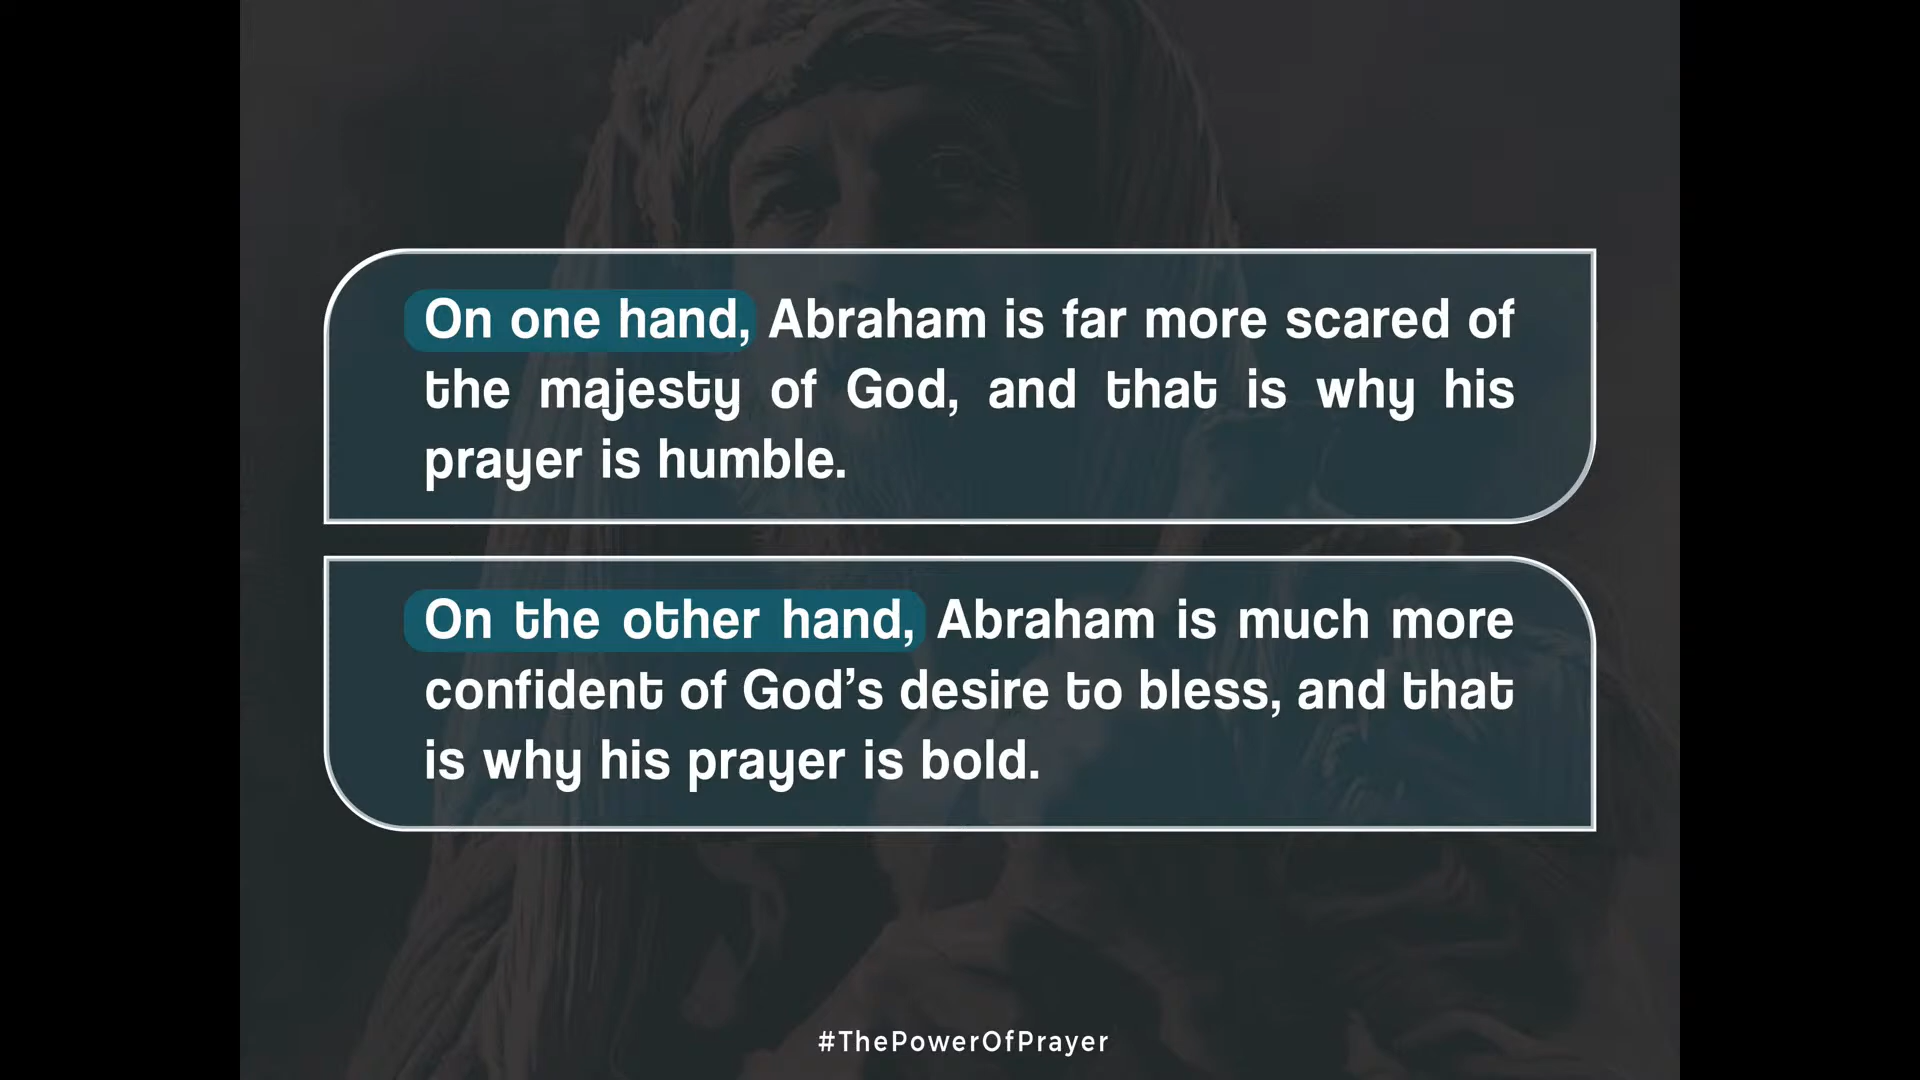 On one hand, Abraham is far more scared of
the majesty of God, and that is why his
prayer is humble.
On the other hand, Abraham is much more
confident of God’s desire to bless, and that
is why his prayer is bold.
#ThePowerOfPrayer